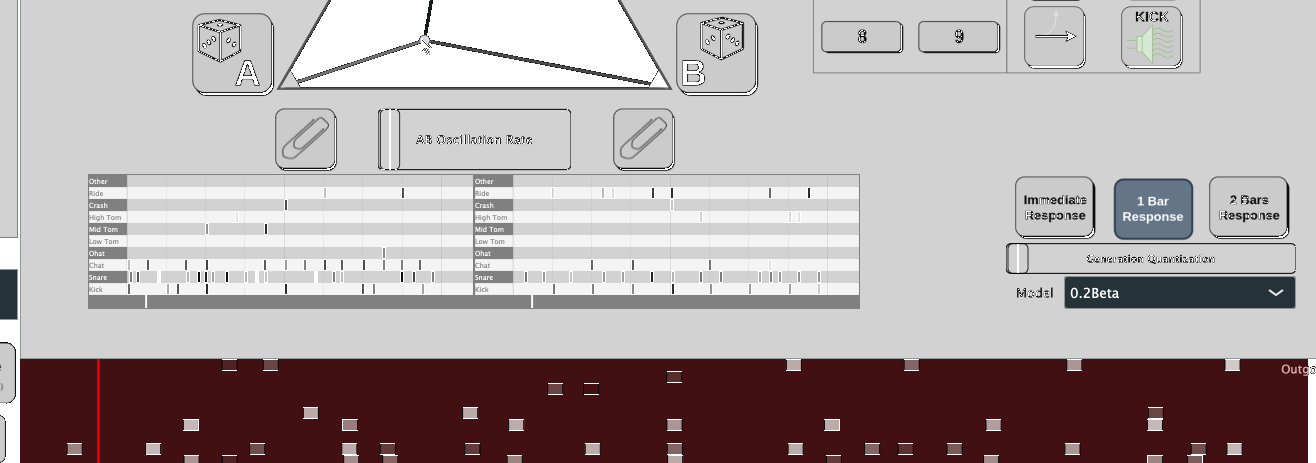 KICK
8 9
A B
AB Oscillation Rate
Other
Ride
Crash
High Tom
Mid Tom
Low Tom
Ohat
Chat
Snare
Kick
Other
Ride
Crash
High Tom
Mid Tom
Low Tom
Ohat
Chat
Snare
Kick
Immediate
Response
1 Bar
Response
2 Bars
Response
Generation Quantization
Model 0.2Beta
Outgo